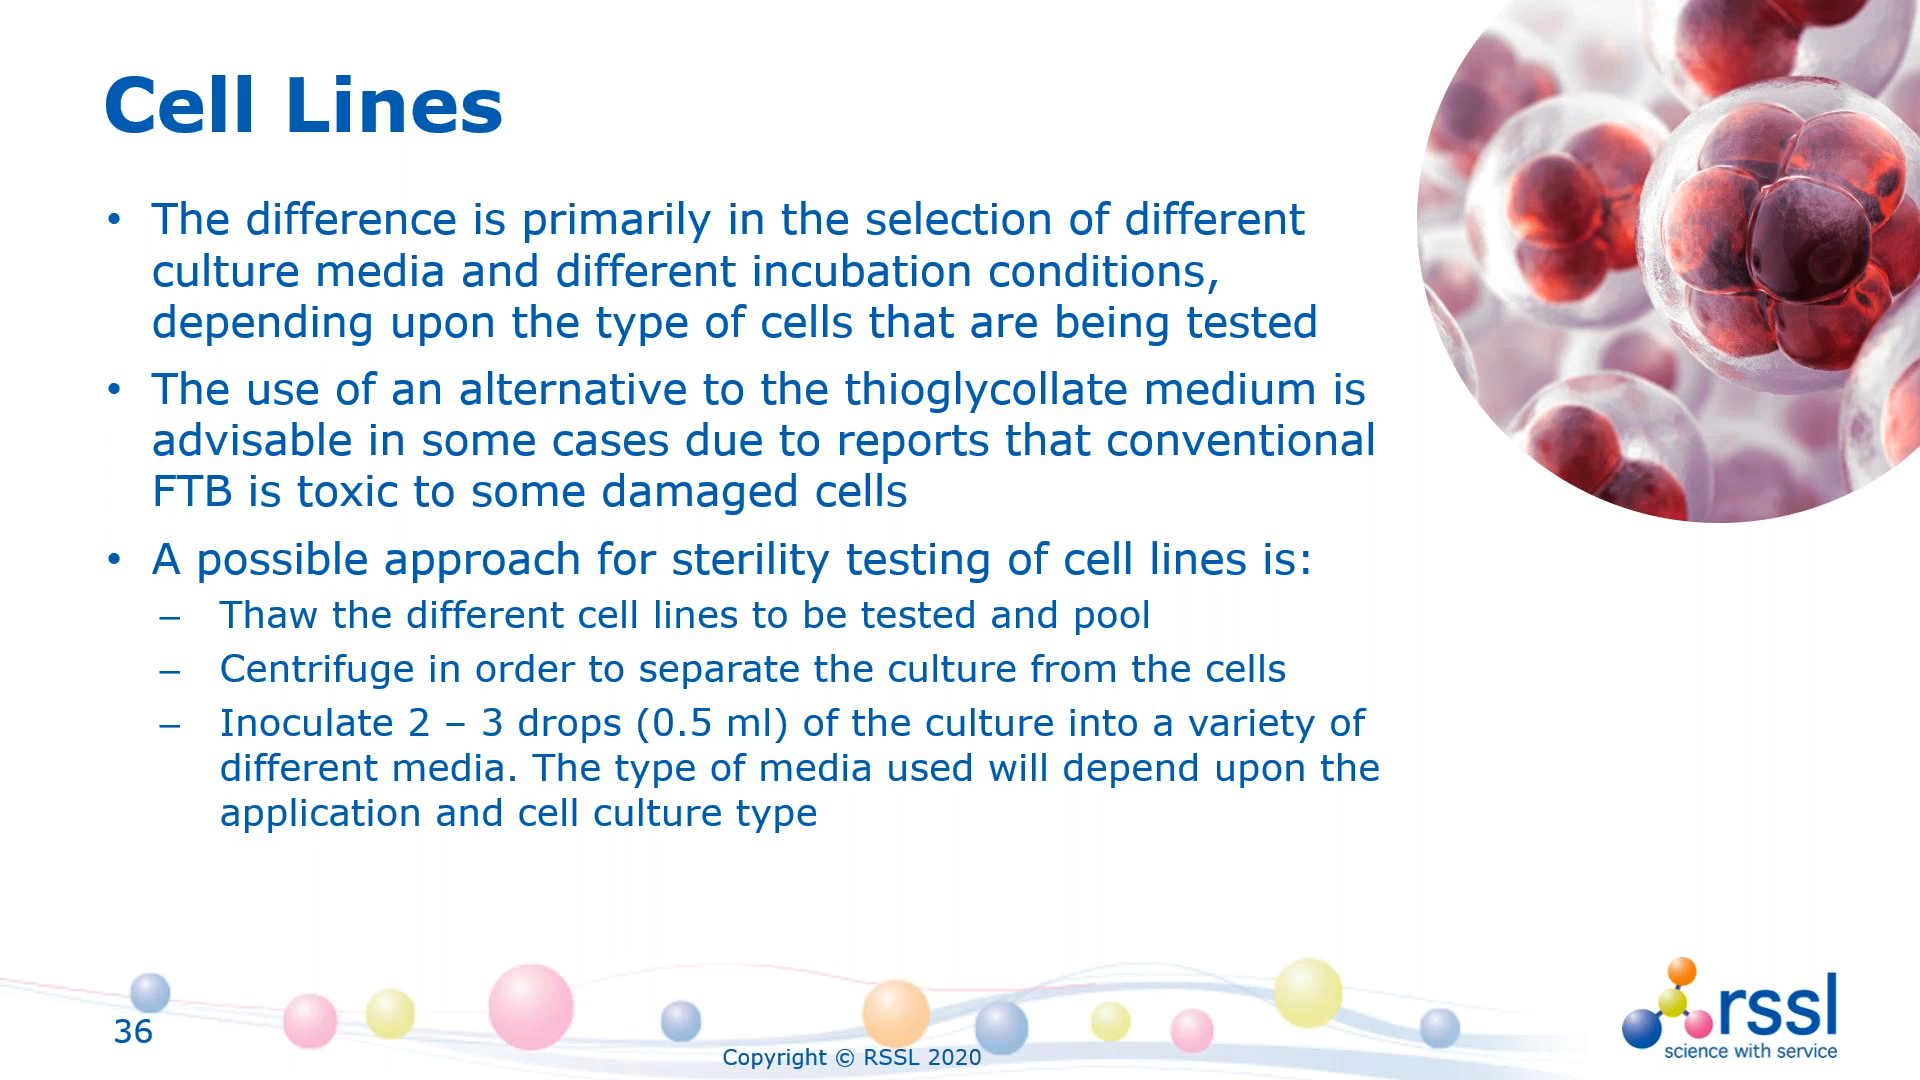 Cell Lines
• The difference is primarily in the selection of different
culture media and different incubation conditions,
depending upon the type of cells that are being tested
• The use of an alternative to the thioglycollate medium is
advisable in some cases due to reports that conventional
FTB is toxic to some damaged cells
• A possible approach for sterility testing of cell lines is:
– Thaw the different cell lines to be tested and pool
– Centrifuge in order to separate the culture from the cells
– Inoculate 2 – 3 drops (0.5 ml) of the culture into a variety of
different media. The type of media used will depend upon the
application and cell culture type
36
Copyright © RSSL 2020
rssl
science with service